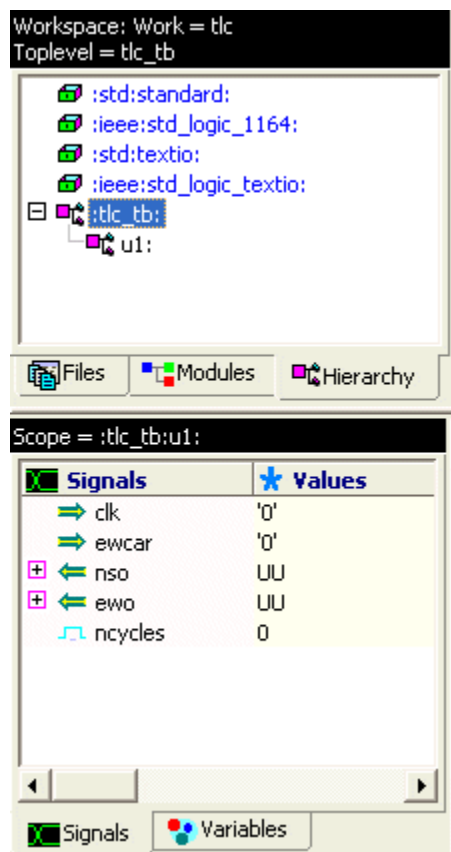 Workspace: Work = tlc
Toplevel = tlc_tb
:std:standard:
:ieee:std_logic_1164:
:std:textio:
:ieee:std_logic_textio:
:tlc_tb:
u1:
Files Modules Hierarchy
Scope = :tlc_tb:u1:
Signals Values
clk '0'
ewcar '0'
nso UU
ewo UU
ncycles 0
Signals Variables